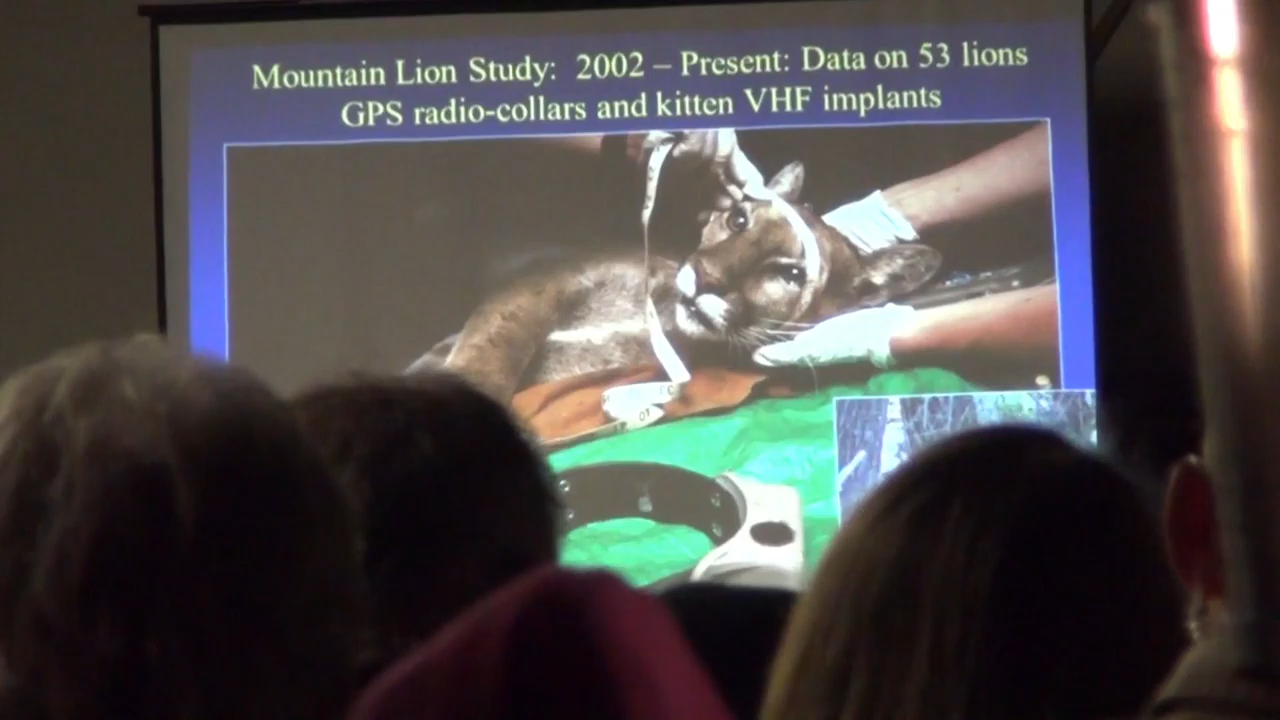 Mountain Lion Study: 2002 – Present: Data on 53 lions
GPS radio-collars and kitten VHF implants